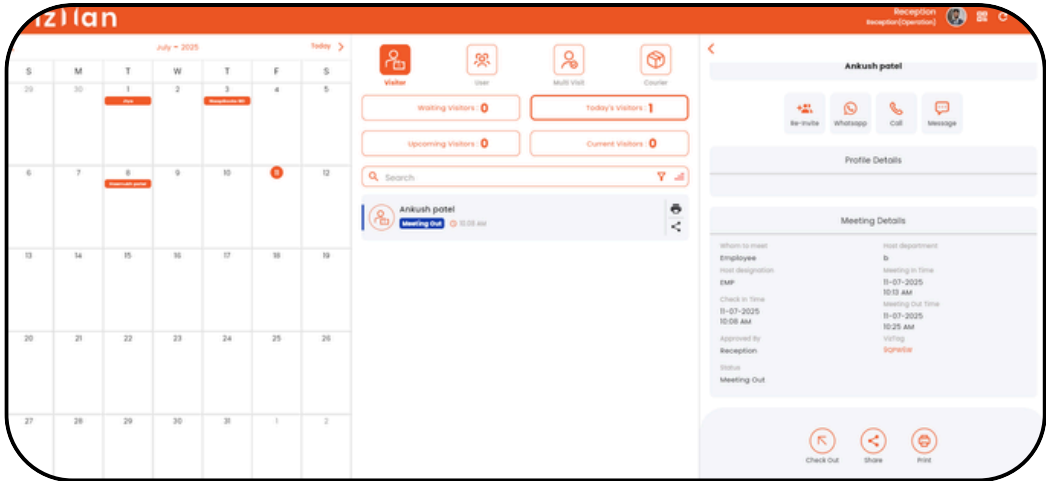 Reception
Reception(Operation)
July 2025
Today
S M T W T F S
29 30 1 2 3 4 5
6 7 8 9 10 11 12
13 14 15 16 17 18 19
20 21 22 23 24 25 26
27 28 29 30 31 1 2
Visitor User Multi Visit Courier
Waiting Visitors : 0
Today's Visitors : 1
Upcoming Visitors : 0
Current Visitors : 0
Search
Ankush patel
Meeting Out 10:08 AM
Ankush patel
Re-Invite Whatsapp Call Message
Profile Details
Meeting Details
Whom to meet
Employee
Host department
b
Host designation
EMP
Meeting In Time
11-07-2025
10:13 AM
Check In Time
11-07-2025
10:08 AM
Meeting Out Time
11-07-2025
10:25 AM
Approved By
Reception
VizTag
Status
Meeting Out
Check Out Share Print